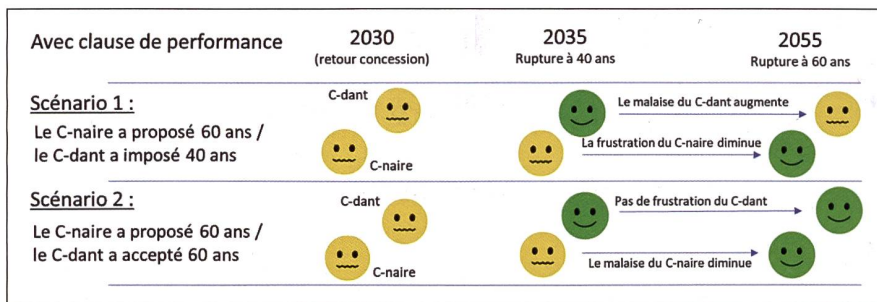 Avec clause de performance
2030
(retour concession)
2035
Rupture à 40 ans
2055
Rupture à 60 ans
Scénario 1 :
Le C-naire a proposé 60 ans /
le C-dant a imposé 40 ans
C-dant
C-naire
Le malaise du C-dant augmente
La frustration du C-naire diminue
Scénario 2 :
Le C-naire a proposé 60 ans /
le C-dant a accepté 60 ans
C-dant
C-naire
Pas de frustration du C-dant
Le malaise du C-naire diminue